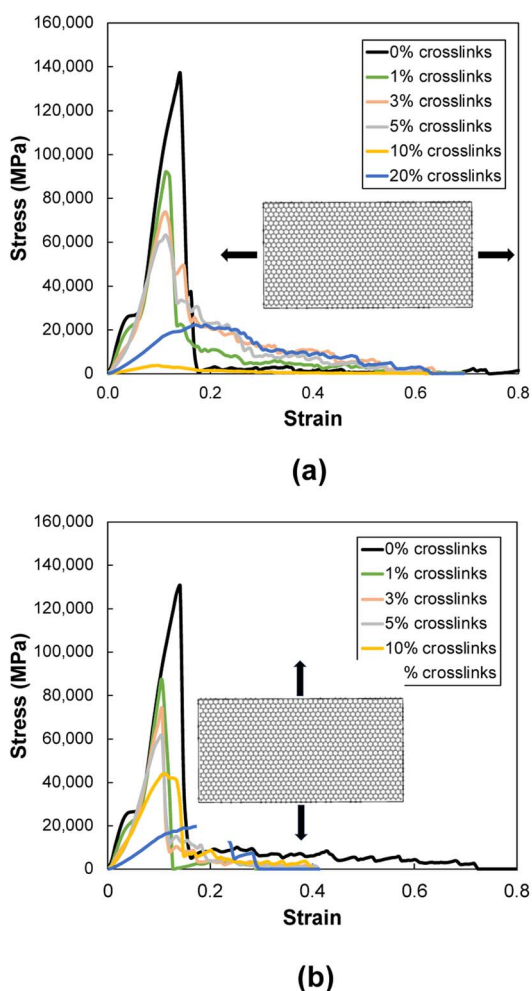 160,000
140,000
120,000
100,000
80,000
60,000
40,000
20,000
0
Stress (MPa)
0% crosslinks
1% crosslinks
3% crosslinks
5% crosslinks
10% crosslinks
20% crosslinks
0 0.2 0.4 0.6 0.8
Strain
(a)
160,000
140,000
120,000
100,000
80,000
60,000
40,000
20,000
0
Stress (MPa)
0% crosslinks
1% crosslinks
3% crosslinks
5% crosslinks
10% crosslinks
% crosslinks
0 0.2 0.4 0.6 0.8
Strain
(b)